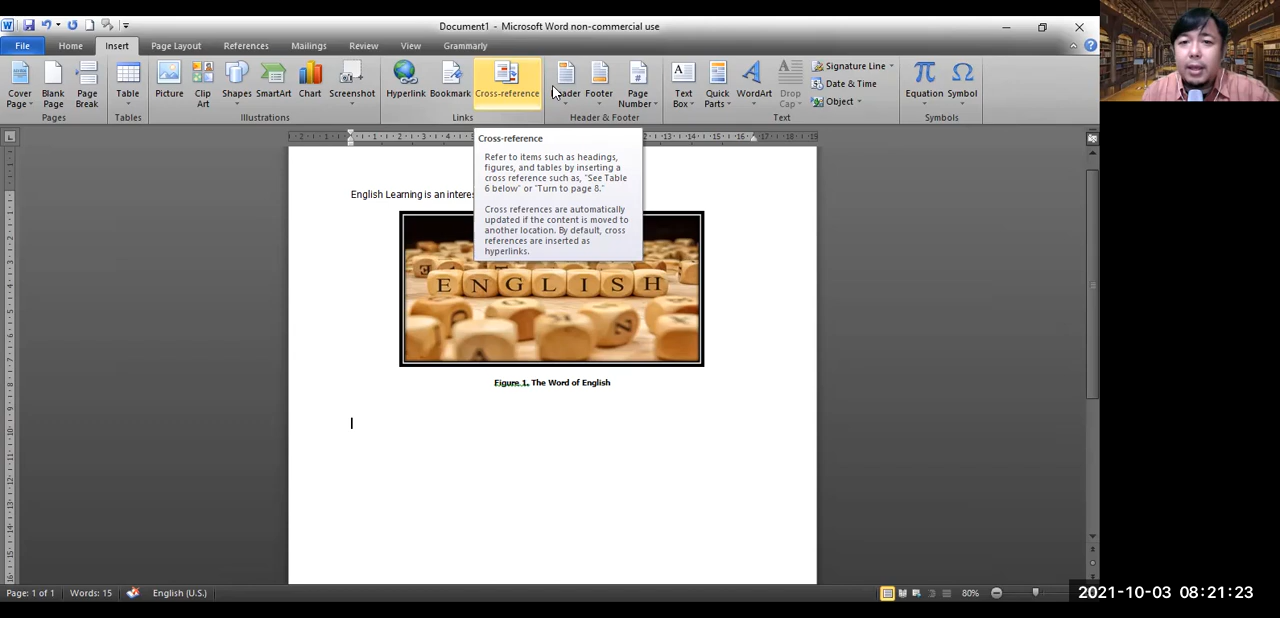 Document1 - Microsoft Word non-commercial use
File Home Insert Page Layout References Mailings Review View Grammarly
Cover Page
Blank Page
Page Break
Table
Picture
Clip Art
Shapes
SmartArt
Chart
Screenshot
Hyperlink
Bookmark
Cross-reference
Header
Footer
Page Number
Text Box
Quick Parts
WordArt
Drop Cap
Signature Line
Date & Time
Object
Equation
Symbol
Pages Tables Illustrations Links Header & Footer Text Symbols
Cross-reference
Refer to items such as headings,
figures, and tables by inserting a
cross reference such as, "See Table
6 below" or "Turn to page 8."
Cross references are automatically
updated if the content is moved to
another location. By default, cross
references are inserted as
hyperlinks.
English Learning is an
ENGLISH
Figure 1. The Word of English
Page: 1 of 1 Words: 15 English (U.S.) 80%
2021-10-03 08:21:23